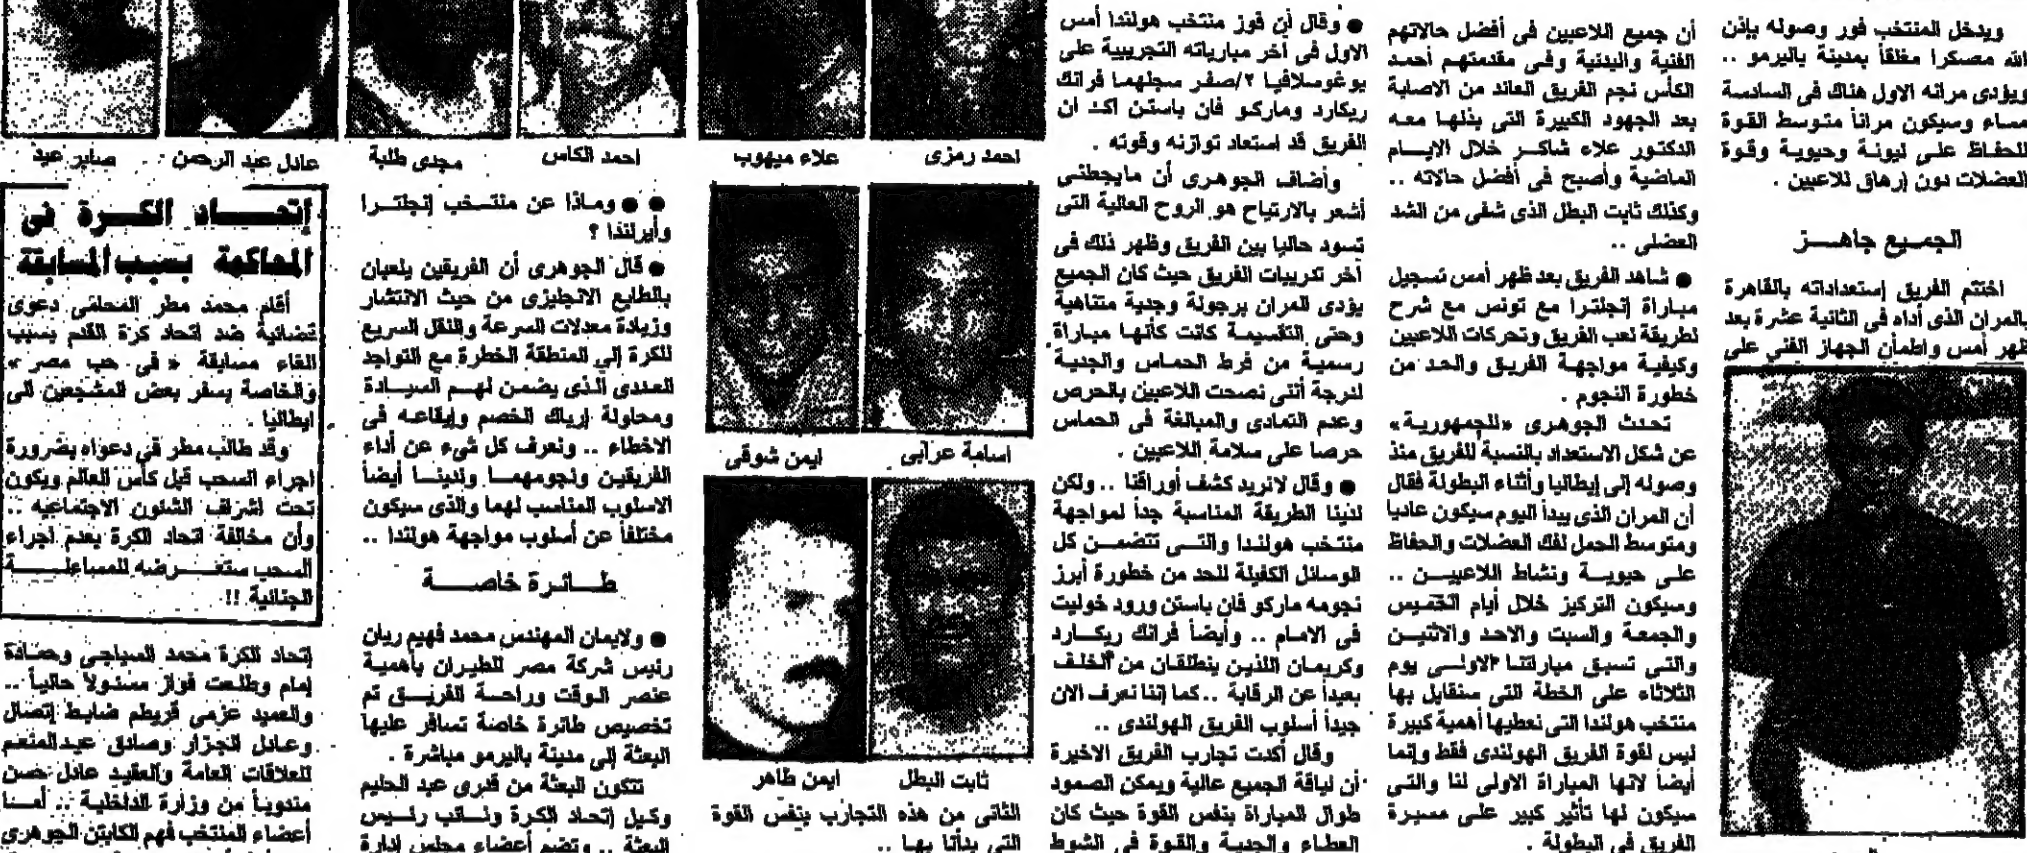 ويدخل المنتخب فور وصوله بإذن
الله معسكرا مغلقاً بمدينة باليرمو ..
ويؤدى مرانه الاول هناك فى السادسة
مساء وسيكون مراناً متوسط القوة
للحفاظ على ليونة وحيوية وقوة
العضلات دون إرهاق للاعبين .
الجميع جاهز
اختتم الفريق إستعداداته بالقاهرة
بالمران الذى أداه فى الثانية عشرة بعد
ظهر أمس واطمأن الجهاز الفنى على
أن جميع اللاعبين فى أفضل حالاتهم
الفنية والبدنية وفى مقدمتهم أحمد
الكأس نجم الفريق العائد من الاصابة
بعد الجهود الكبيرة التى بذلها معه
الدكتور علاء شاكر خلال الايام
الماضية وأصبح فى أفضل حالاته ..
وكذلك ثابت البطل الذى شفى من الشد
العضلى ..
● شاهد الفريق بعد ظهر أمس تسجيل
مباراة إنجلترا مع تونس مع شرح
لطريقة لعب الفريق وتحركات اللاعبين
وكيفية مواجهة الفريق والحد من
خطورة النجوم .
تحدث الجوهرى «للجمهورية»
عن شكل الاستعداد بالنسبة للفريق منذ
وصوله إلى إيطاليا وأثناء البطولة فقال
أن المران الذى يبدأ اليوم سيكون عاديا
ومتوسط الحمل لفك العضلات والحفاظ
على حيوية ونشاط اللاعبين ..
وسيكون التركيز خلال أيام الخميس
والجمعة والسبت والاحد والاثنين
والتى تسبق مباراتنا الاولى يوم
الثلاثاء على الخطة التى سنقابل بها
منتخب هولندا التى نعطيها أهمية كبيرة
ليس لقوة الفريق الهولندى فقط وإنما
أيضاً لانها المباراة الاولى لنا والتى
سيكون لها تأثير كبير على مسيرة
الفريق فى البطولة .
● وقال أن فوز منتخب هولندا أمس
الاول فى آخر مبارياته التجريبية على
يوغوسلافيا ٢/صفر سجلهما فرانك
ريكارد وماركو فان باستن اكد ان
الفريق قد استعاد توازنه وقوته .
وأضاف الجوهرى أن مايجعلنى
أشعر بالارتياح هو الروح العالية التى
تسود حاليا بين الفريق وظهر ذلك فى
آخر تدريبات الفريق حيث كان الجميع
يؤدى المران برجولة وجدية متناهية
وحتى التقسيمة كانت كأنها مباراة
رسمية من فرط الحماس والجدية
لدرجة أننى نصحت اللاعبين بالحرص
وعدم التمادى والمبالغة فى الحماس
حرصا على سلامة اللاعبين .
● وقال لانريد كشف أوراقنا .. ولكن
لدينا الطريقة المناسبة جداً لمواجهة
منتخب هولندا والتى تتضمن كل
الوسائل الكفيلة للحد من خطورة أبرز
نجومه ماركو فان باستن ورود خوليت
فى الامام .. وأيضاً فرانك ريكارد
وكريمان اللذين ينطلقان من الخلف
بعيداً عن الرقابة .. كما إننا نعرف الان
جيداً أسلوب الفريق الهولندى ..
وقال أكدت تجارب الفريق الاخيرة
أن لياقة الجميع عالية ويمكن الصمود
طوال المباراة بنفس القوة حيث كان
العطاء والجدية والقوة فى الشوط
احمد رمزى
علاء ميهوب
اسامة عرابى
ايمن شوقى
ثابت البطل
ايمن طاهر
الثانى من هذه التجارب بنفس القوة
التى بدأنا بها ..
احمد الكاس
مجدى طلبة
● ● وماذا عن منتخب إنجلترا
وأيرلندا ؟
● قال الجوهرى أن الفريقين يلعبان
بالطابع الانجليزى من حيث الانتشار
وزيادة معدلات السرعة والنقل السريع
للكرة إلى المنطقة الخطرة مع التواجد
العددى الذى يضمن لهم السيادة
ومحاولة إرباك الخصم وإيقاعه فى
الاخطاء .. ونعرف كل شىء عن أداء
الفريقين ونجومهما ولدينا أيضاً
الاسلوب المناسب لهما والذى سيكون
مختلفاً عن أسلوب مواجهة هولندا ..
طائرة خاصة
● ولايمان المهندس محمد فهيم ريان
رئيس شركة مصر للطيران بأهمية
عنصر الوقت وراحة الفريق تم
تخصيص طائرة خاصة تسافر عليها
البعثة إلى مدينة باليرمو مباشرة .
تتكون البعثة من قدرى عبد الحليم
وكيل إتحاد الكرة ونائب رئيس
البعثة .. وتضم أعضاء مجلس إدارة
عادل عبد الرحمن
صابر عيد
إتحاد الكرة فى
المحاكمة بسبب المسابقة
أقام محمد مطر المحامى دعوى
قضائية ضد اتحاد كرة القدم بسبب
الغاء مسابقة « فى حب مصر »
والخاصة بسفر بعض المشجعين الى
ايطاليا .
وقد طالب مطر فى دعواه بضرورة
اجراء السحب قبل كأس العالم ويكون
تحت اشراف الشئون الاجتماعيه ..
وأن مخالفة اتحاد الكرة بعدم اجراء
السحب ستعرضه للمساءلة
الجنائية !!
إتحاد الكرة محمد السياجى وحمادة
إمام وطلعت فواز مسئولا حالياً ..
والعميد عزمى قريطم ضابط إتصال
وعادل الجزار وصادق عبدالمنعم
للعلاقات العامة والعقيد عادل حسن
مندوباً من وزارة الداخلية .. أما
أعضاء المنتخب فهم الكابتن الجوهرى